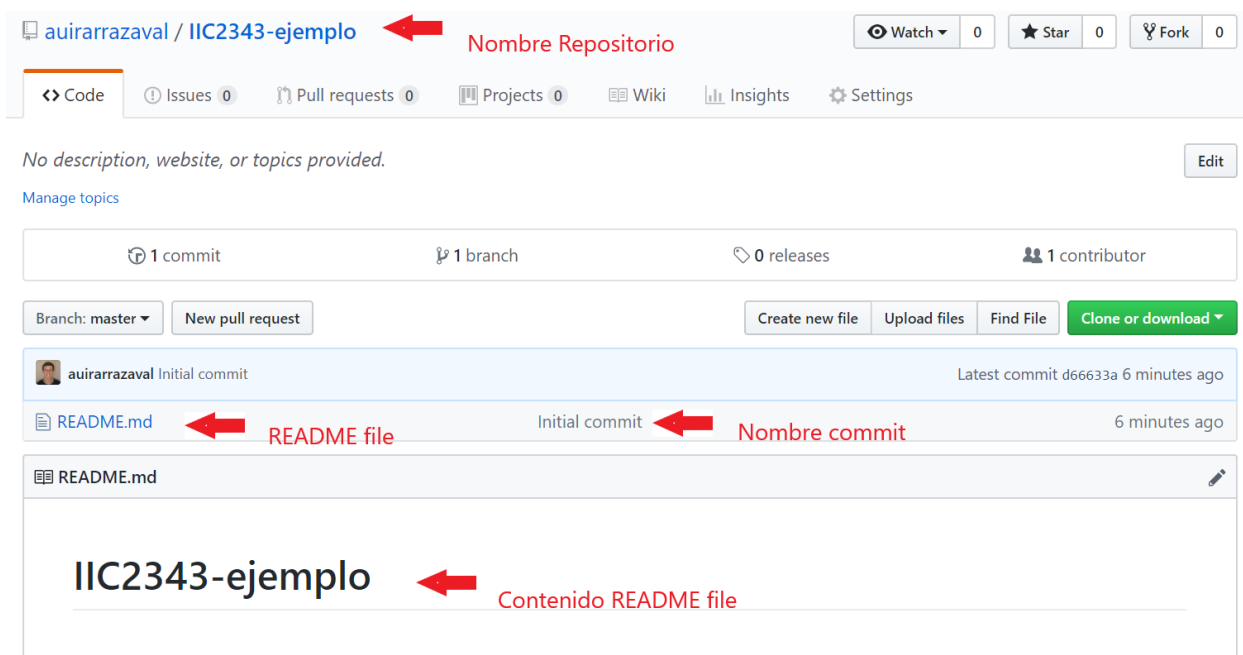 auirarrazaval / IIC2343-ejemplo
Nombre Repositorio
Watch 0 Star 0 Fork 0
Code Issues 0 Pull requests 0 Projects 0 Wiki Insights Settings
No description, website, or topics provided.
Edit
Manage topics
1 commit 1 branch 0 releases 1 contributor
Branch: master New pull request Create new file Upload files Find File Clone or download
auirarrazaval Initial commit Latest commit d66633a 6 minutes ago
README.md Initial commit 6 minutes ago
README file Nombre commit
README.md
IIC2343-ejemplo
Contenido README file